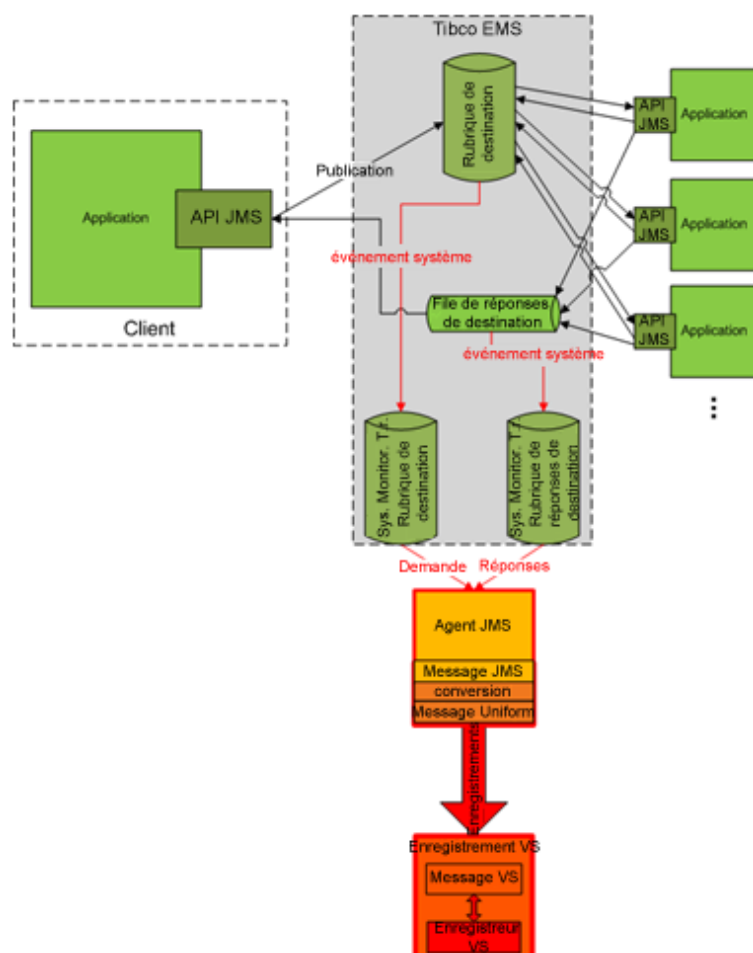 Tibco EMS
Rubrique de
destination
API
JMS
Application
Publication
Application
API JMS
Client
API
JMS
Application
événement système
File de réponses
de destination
API
JMS
Application
événement système
...
Sys. Monitor. T.r.
Rubrique de
destination
Sys. Monitor. T.r.
Rubrique de
réponses de
destination
Demande
Réponses
Agent JMS
Message JMS
conversion
Message Uniform
Enregistrements
Enregistrement VS
Message VS
Enregistreur
VS